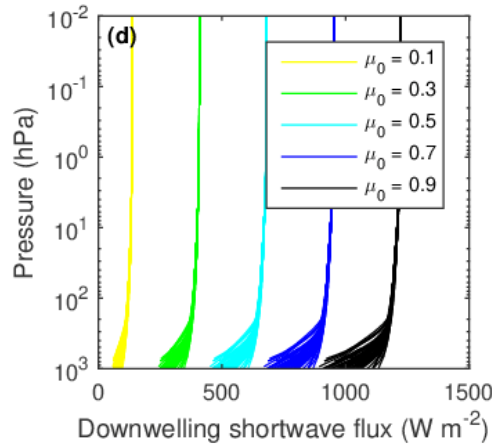 (d)
10⁻²
10⁻¹
10⁰
10¹
10²
10³
Pressure (hPa)
μ₀ = 0.1
μ₀ = 0.3
μ₀ = 0.5
μ₀ = 0.7
μ₀ = 0.9
0 500 1000 1500
Downwelling shortwave flux (W m⁻²)